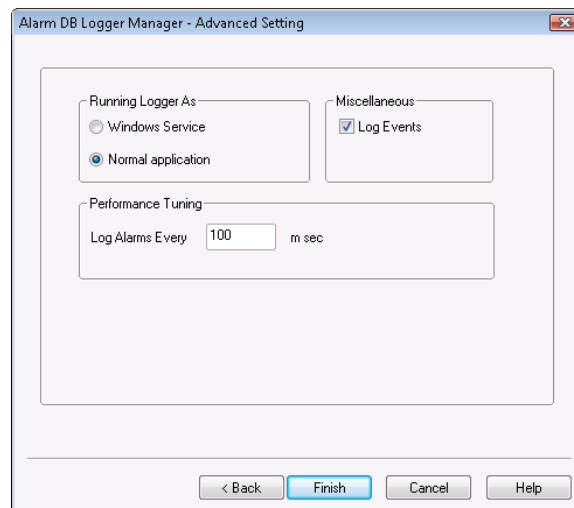 Alarm DB Logger Manager - Advanced Setting
Running Logger As
Windows Service
Normal application
Miscellaneous
Log Events
Performance Tuning
Log Alarms Every 100 m sec
< Back Finish Cancel Help